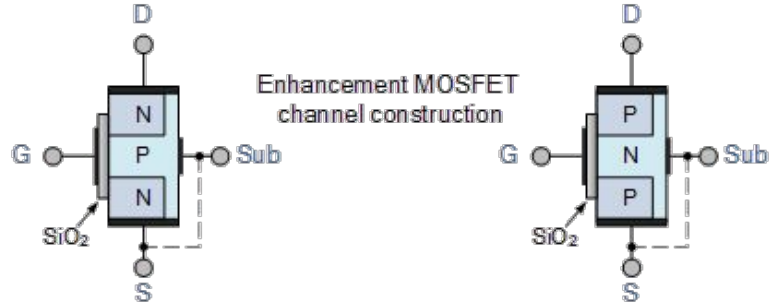 D
D
Enhancement MOSFET
channel construction
N
P
G
P
Sub
G
N
Sub
N
P
SiO₂
SiO₂
S
S